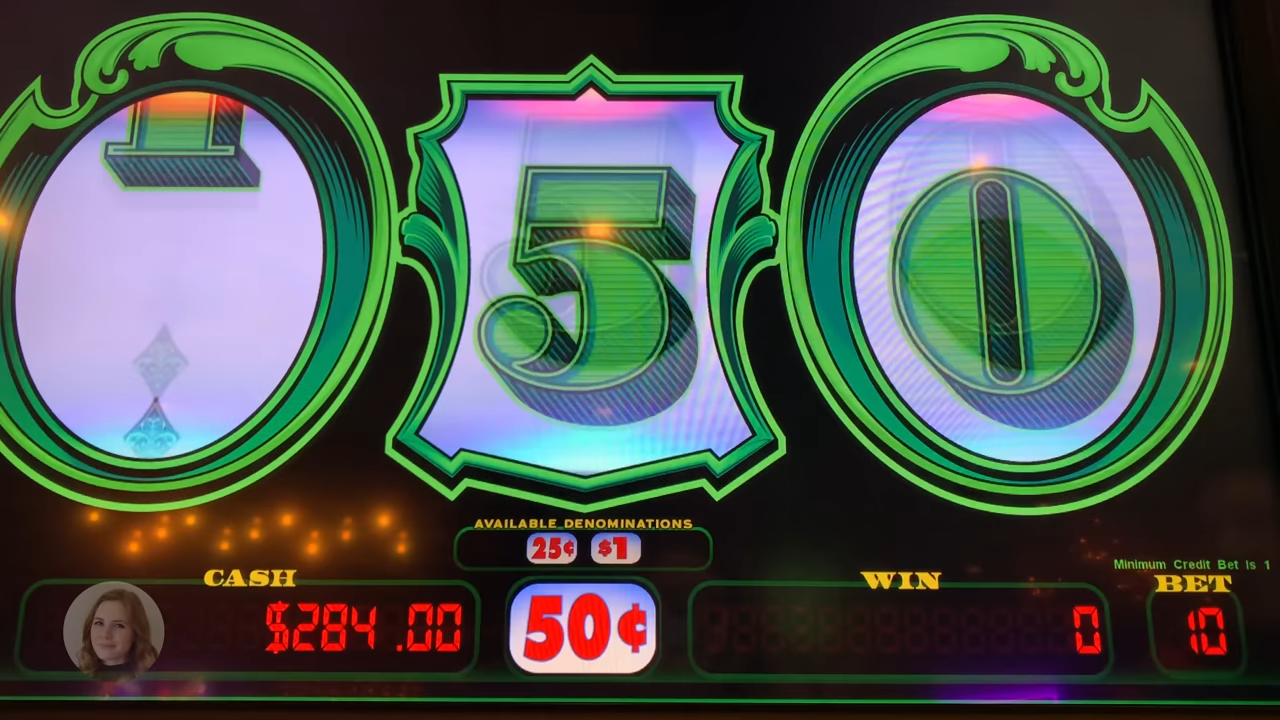 1 5 0
AVAILABLE DENOMINATIONS
25¢ $1
Minimum Credit Bet Is 1
CASH WIN BET
$284.00 50¢ 0 10